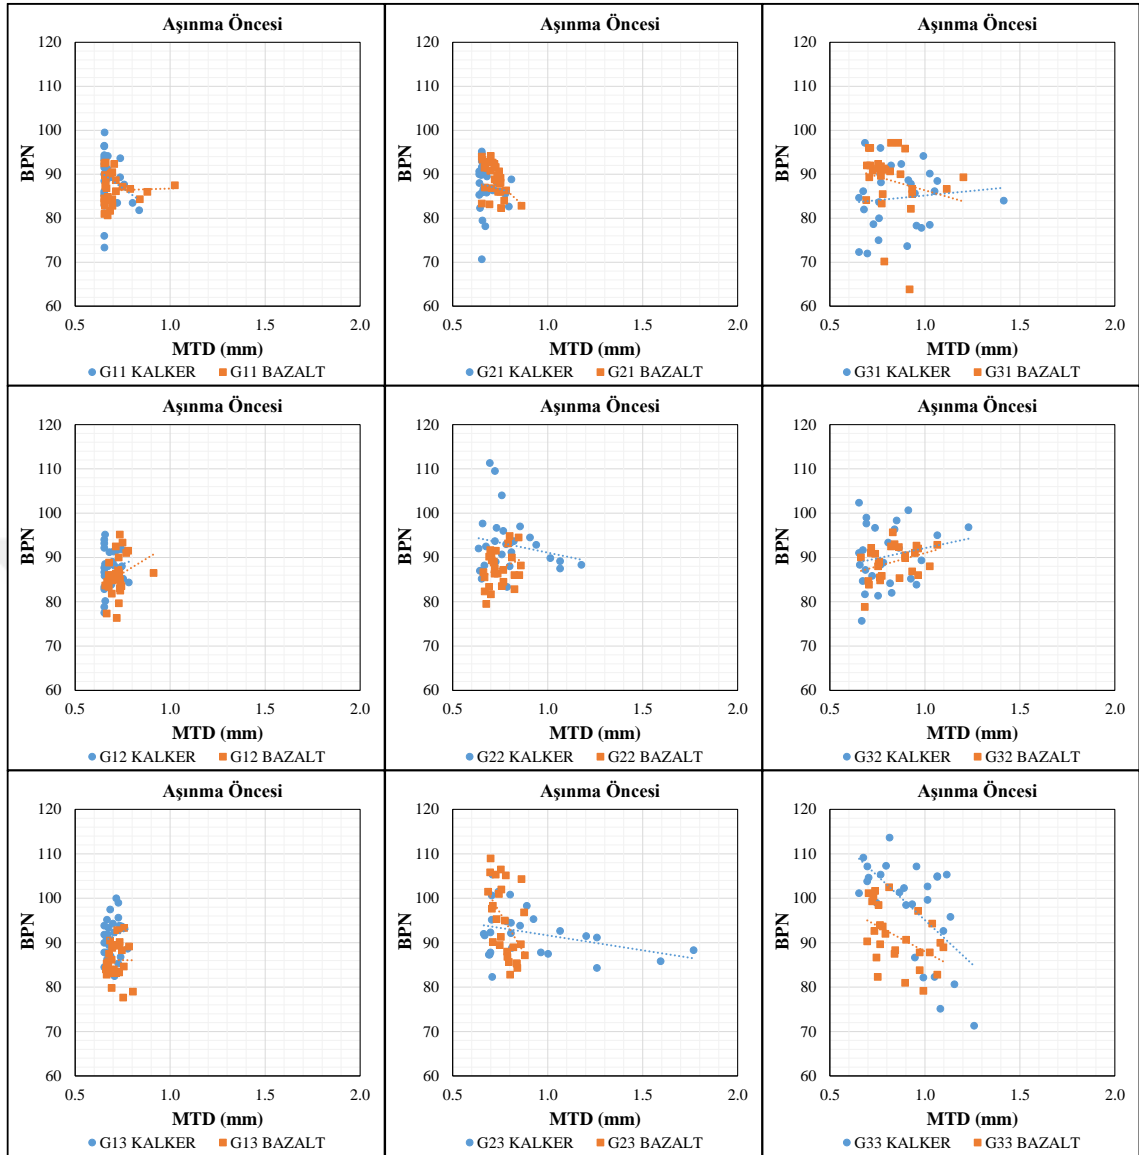 Aşınma Öncesi
120
110
100
90
80
70
60
BPN
0.5 1.0 1.5 2.0
MTD (mm)
G11 KALKER G11 BAZALT
Aşınma Öncesi
120
110
100
90
80
70
60
BPN
0.5 1.0 1.5 2.0
MTD (mm)
G21 KALKER G21 BAZALT
Aşınma Öncesi
120
110
100
90
80
70
60
BPN
0.5 1.0 1.5 2.0
MTD (mm)
G31 KALKER G31 BAZALT
Aşınma Öncesi
120
110
100
90
80
70
60
BPN
0.5 1.0 1.5 2.0
MTD (mm)
G12 KALKER G12 BAZALT
Aşınma Öncesi
120
110
100
90
80
70
60
BPN
0.5 1.0 1.5 2.0
MTD (mm)
G22 KALKER G22 BAZALT
Aşınma Öncesi
120
110
100
90
80
70
60
BPN
0.5 1.0 1.5 2.0
MTD (mm)
G32 KALKER G32 BAZALT
Aşınma Öncesi
120
110
100
90
80
70
60
BPN
0.5 1.0 1.5 2.0
MTD (mm)
G13 KALKER G13 BAZALT
Aşınma Öncesi
120
110
100
90
80
70
60
BPN
0.5 1.0 1.5 2.0
MTD (mm)
G23 KALKER G23 BAZALT
Aşınma Öncesi
120
110
100
90
80
70
60
BPN
0.5 1.0 1.5 2.0
MTD (mm)
G33 KALKER G33 BAZALT